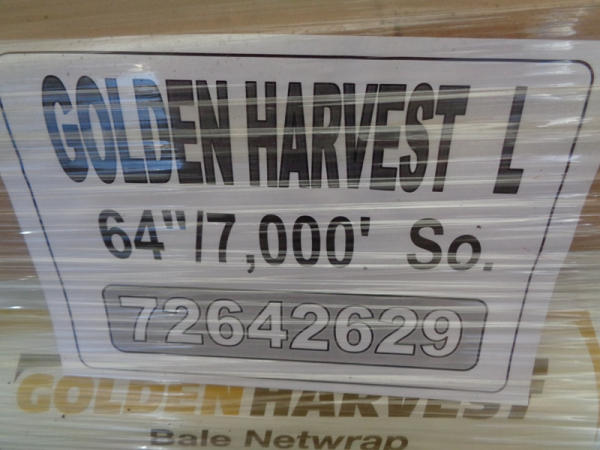 GOLDEN HARVEST L
64"/7,000' So.
72642629
GOLDEN HARVEST
Bale Netwrap